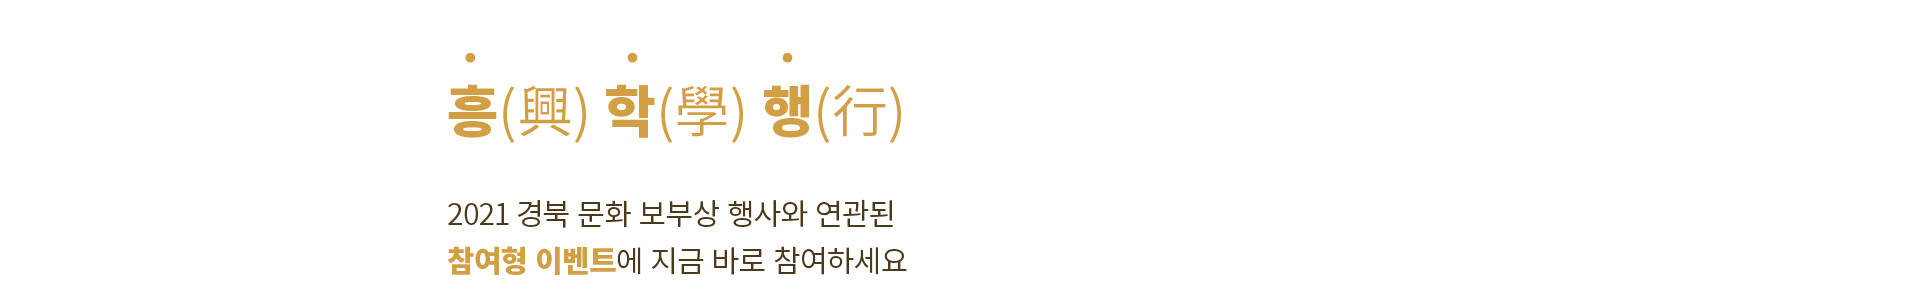 흥(興) 학(學) 행(行)
2021 경북 문화 보부상 행사와 연관된
참여형 이벤트에 지금 바로 참여하세요